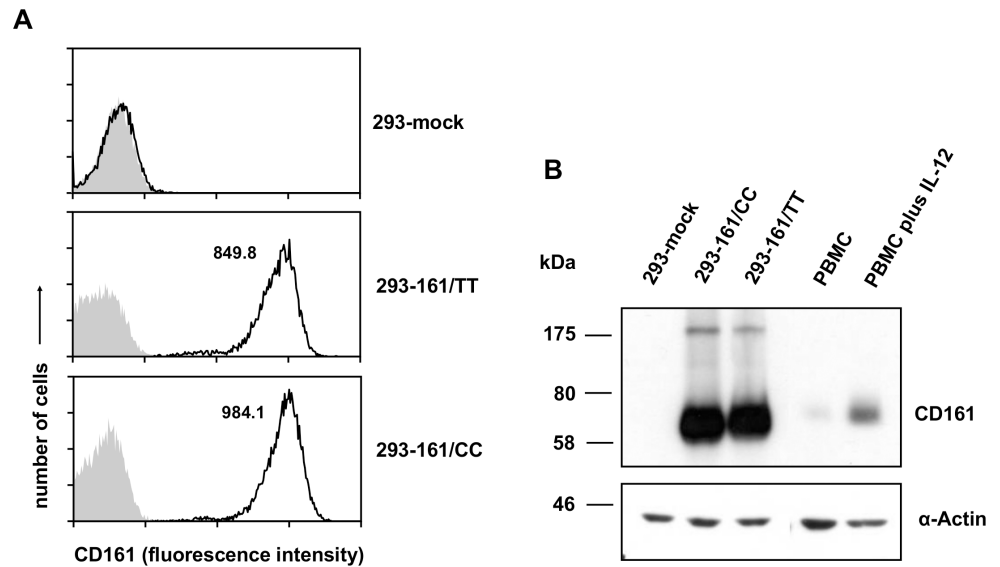 A
293-mock
849.8
293-161/TT
984.1
293-161/CC
number of cells
CD161 (fluorescence intensity)
B
kDa
293-mock
293-161/CC
293-161/TT
PBMC
PBMC plus IL-12
175
80
58
CD161
46
α-Actin